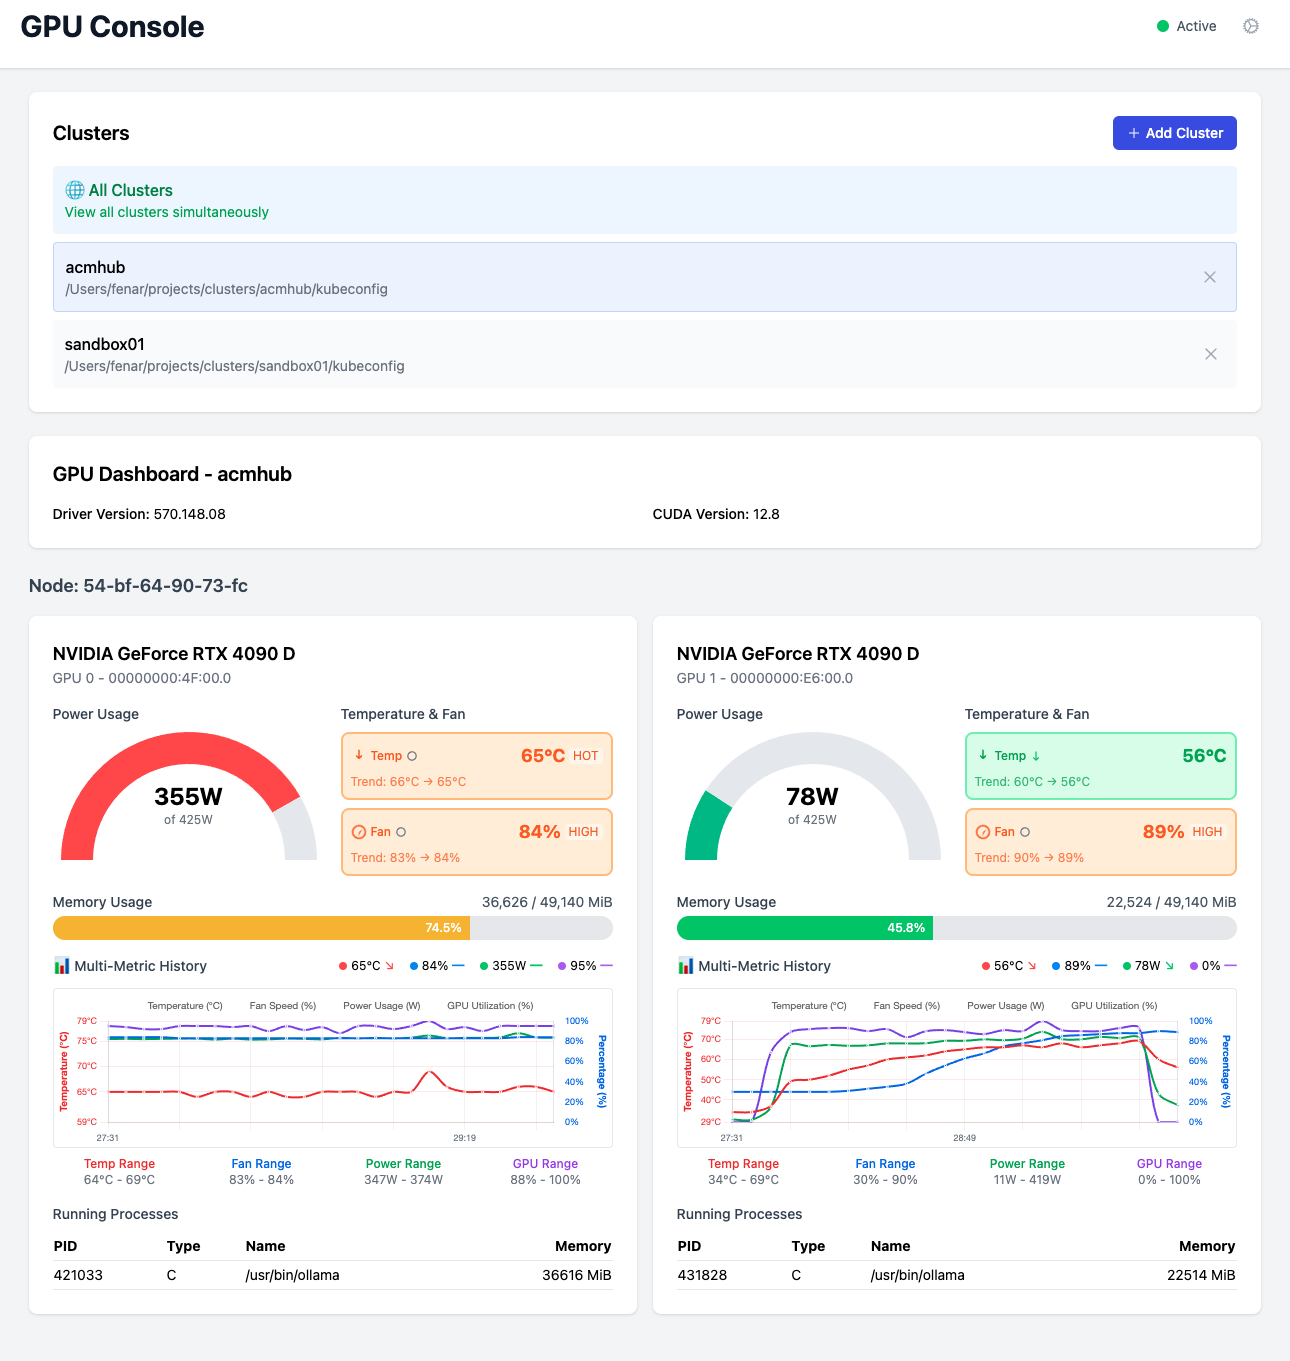 GPU Console
Active
Clusters
+ Add Cluster
All Clusters
View all clusters simultaneously
acmhub
/Users/fenar/projects/clusters/acmhub/kubeconfig
sandbox01
/Users/fenar/projects/clusters/sandbox01/kubeconfig
GPU Dashboard - acmhub
Driver Version: 570.148.08
CUDA Version: 12.8
Node: 54-bf-64-90-73-fc
NVIDIA GeForce RTX 4090 D
GPU 0 - 00000000:4F:00.0
Power Usage
355W
of 425W
Temperature & Fan
↓ Temp 65°C HOT
Trend: 66°C → 65°C
Fan 84% HIGH
Trend: 83% → 84%
Memory Usage 36,626 / 49,140 MiB
74.5%
Multi-Metric History 65°C ↘ 84% — 355W — 95% —
Temperature (°C) Fan Speed (%) Power Usage (W) GPU Utilization (%)
Temperature (°C)
79°C
75°C
70°C
65°C
59°C
100%
80%
60%
40%
20%
0%
Percentage (%)
27:31 29:19
Temp Range Fan Range Power Range GPU Range
64°C - 69°C 83% - 84% 347W - 374W 88% - 100%
Running Processes
PID Type Name Memory
421033 C /usr/bin/ollama 36616 MiB
NVIDIA GeForce RTX 4090 D
GPU 1 - 00000000:E6:00.0
Power Usage
78W
of 425W
Temperature & Fan
↓ Temp ↓ 56°C
Trend: 60°C → 56°C
Fan 89% HIGH
Trend: 90% → 89%
Memory Usage 22,524 / 49,140 MiB
45.8%
Multi-Metric History 56°C ↘ 89% — 78W ↘ 0% —
Temperature (°C) Fan Speed (%) Power Usage (W) GPU Utilization (%)
Temperature (°C)
79°C
70°C
60°C
50°C
40°C
29°C
100%
80%
60%
40%
20%
0%
Percentage (%)
27:31 28:49
Temp Range Fan Range Power Range GPU Range
34°C - 69°C 30% - 90% 11W - 419W 0% - 100%
Running Processes
PID Type Name Memory
431828 C /usr/bin/ollama 22514 MiB